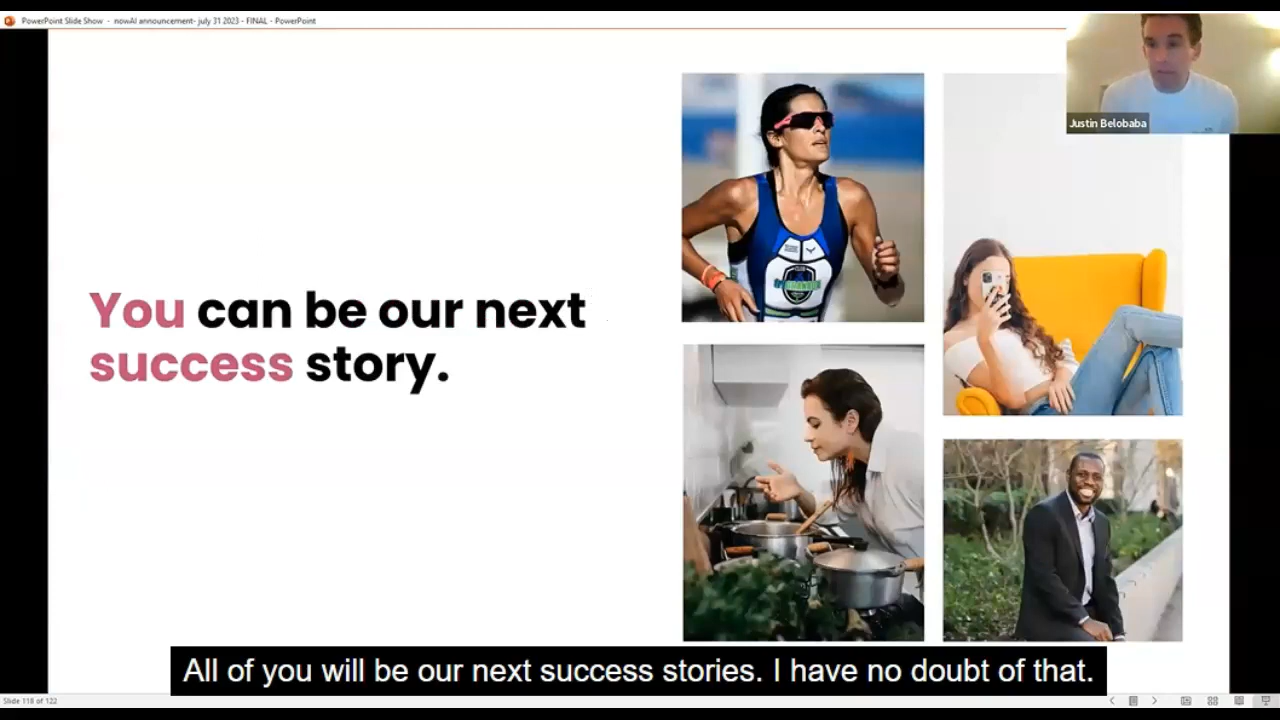 PowerPoint Slide Show - nowAI announcement- july 31 2023 - FINAL - PowerPoint
Justin Belobaba
You can be our next
success story.
All of you will be our next success stories. I have no doubt of that.
Slide 118 of 122